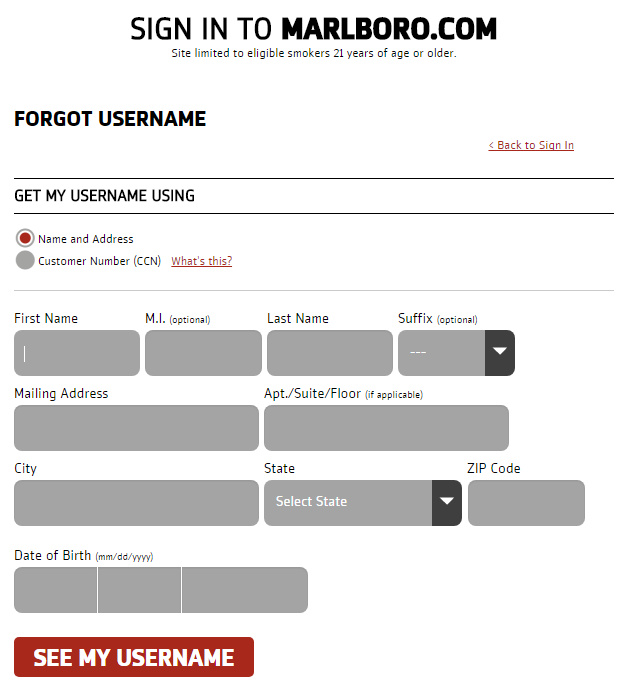 SIGN IN TO MARLBORO.COM
Site limited to eligible smokers 21 years of age or older.
FORGOT USERNAME
< Back to Sign In
GET MY USERNAME USING
Name and Address
Customer Number (CCN) What's this?
First Name M.I. (optional) Last Name Suffix (optional)
---
Mailing Address Apt./Suite/Floor (if applicable)
City State ZIP Code
Select State
Date of Birth (mm/dd/yyyy)
SEE MY USERNAME